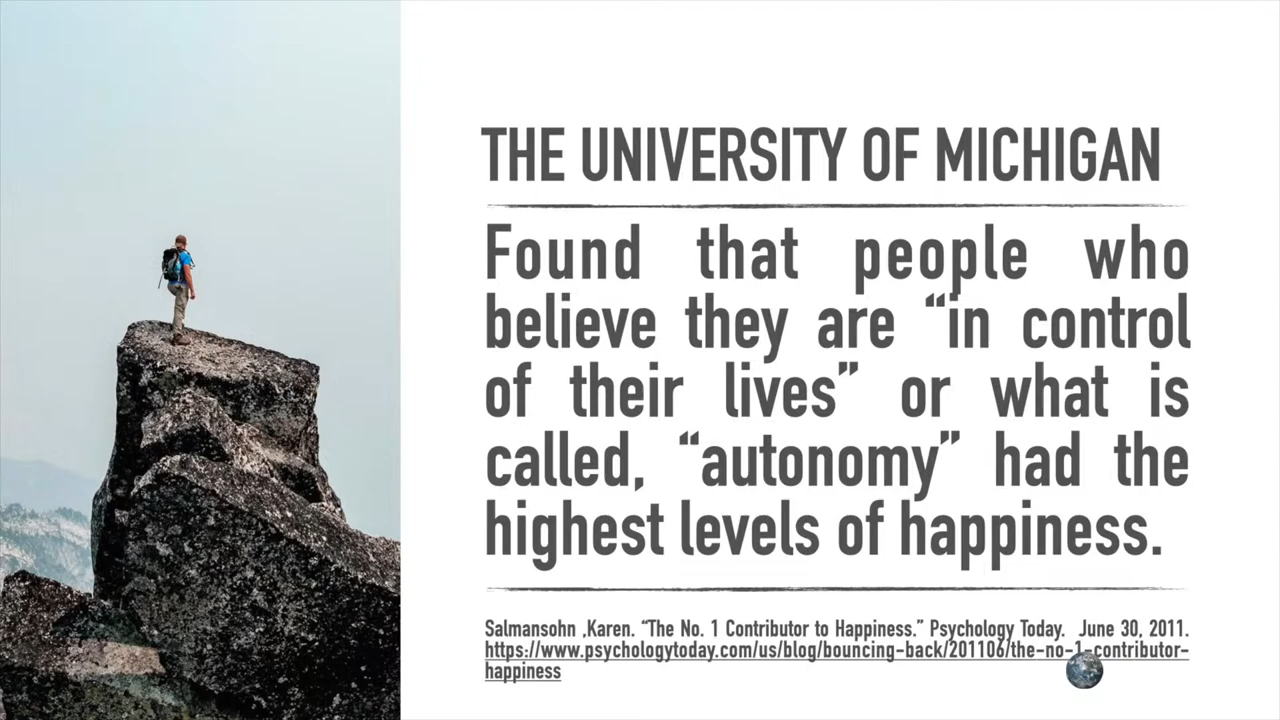 THE UNIVERSITY OF MICHIGAN
Found that people who
believe they are “in control
of their lives” or what is
called, “autonomy” had the
highest levels of happiness.
Salmansohn ,Karen. “The No. 1 Contributor to Happiness.” Psychology Today. June 30, 2011.
https://www.psychologytoday.com/us/blog/bouncing-back/201106/the-no-1-contributor-
happiness